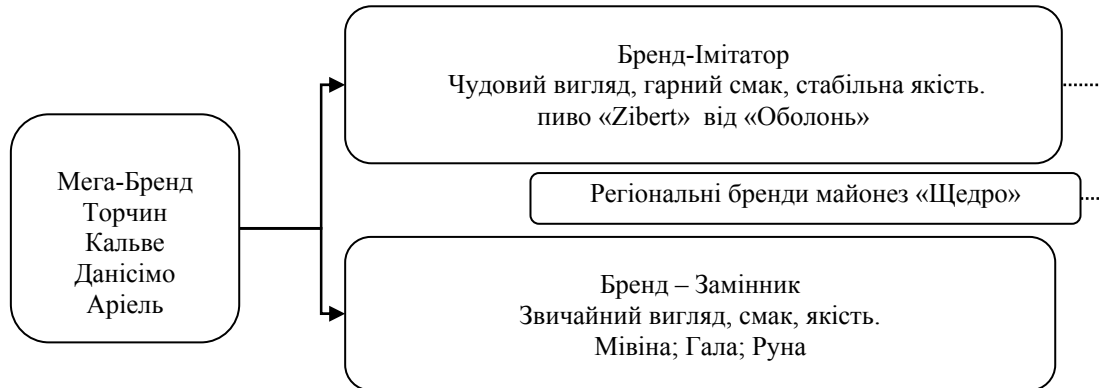 Мега-Бренд
Торчин
Кальве
Данісімо
Аріель
Бренд-Імітатор
Чудовий вигляд, гарний смак, стабільна якість.
пиво «Zibert» від «Оболонь»
Регіональні бренди майонез «Щедро»
Бренд – Замінник
Звичайний вигляд, смак, якість.
Мівіна; Гала; Руна